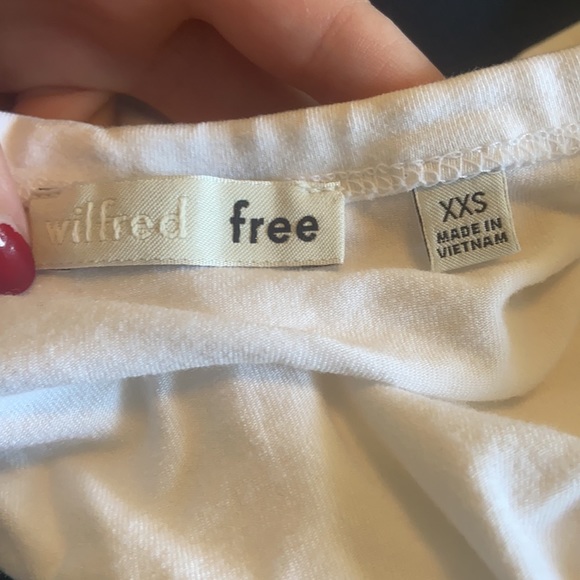 wilfred free
XXS
MADE IN
VIETNAM